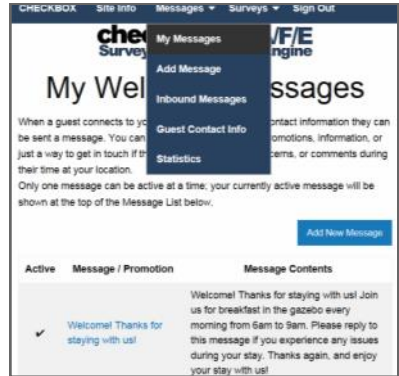 CHECKBOX Site Info Messages Surveys Sign Out
My Messages
Add Message
Inbound Messages
Guest Contact Info
Statistics
che /F/E
Survey ngine
My Wel ssages
When a guest connects to yo ontact information they can
be sent a message. You can omotions, information, or
just a way to get in touch if th cerns, or comments during
their time at your location.
Only one message can be active at a time; your currently active message will be
shown at the top of the Message List below.
Add New Message
Active Message / Promotion Message Contents
✔ Welcome! Thanks for
staying with us!
Welcome! Thanks for staying with us! Join
us for breakfast in the gazebo every
morning from 6am to 9am. Please reply to
this message if you experience any issues
during your stay. Thanks again, and enjoy
your stay with us!